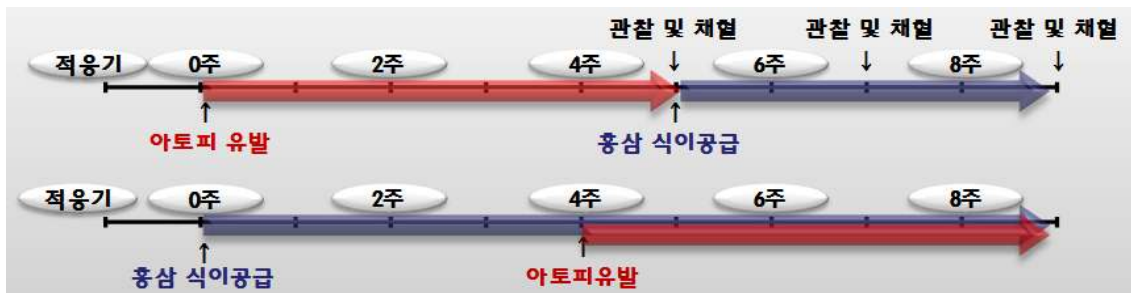 관찰 및 채혈 관찰 및 채혈 관찰 및 채혈
↓ ↓ ↓
적응기 0주 2주 4주 6주 8주
↑ ↑
아토피 유발 홍삼 식이공급
적응기 0주 2주 4주 6주 8주
↑ ↑
홍삼 식이공급 아토피유발